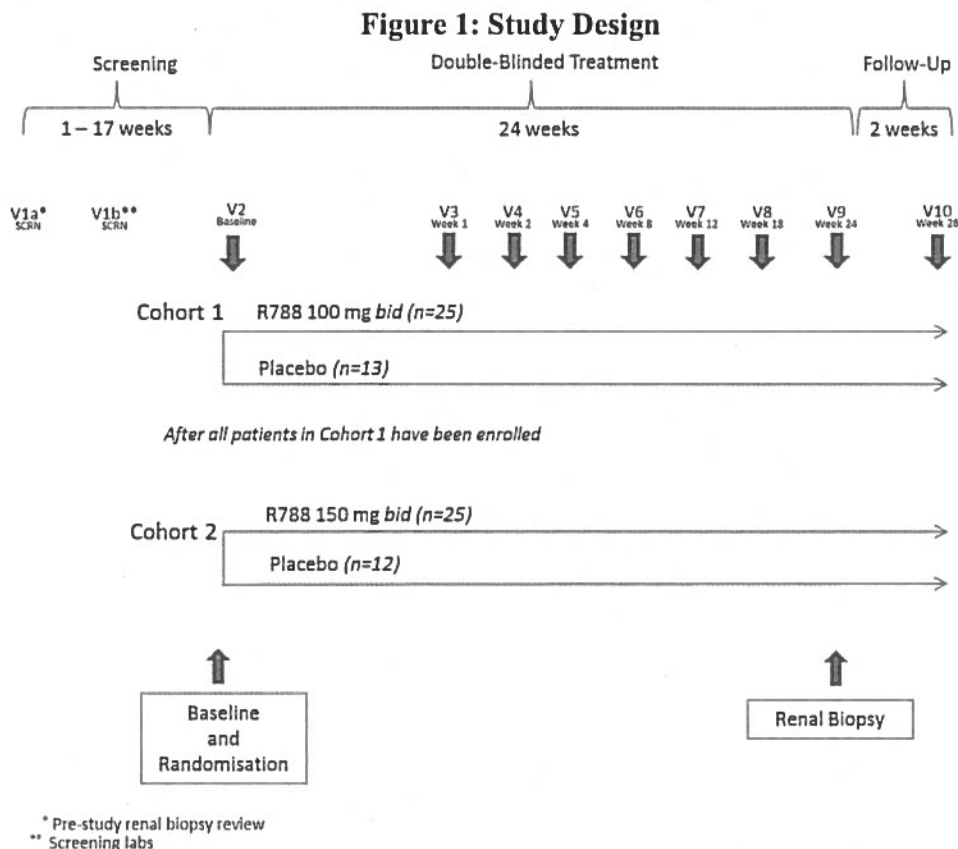 Figure 1: Study Design
Screening
Double-Blinded Treatment
Follow-Up
1 – 17 weeks
24 weeks
2 weeks
V1a*
SCRN
V1b**
SCRN
V2
Baseline
V3
Week 1
V4
Week 2
V5
Week 4
V6
Week 8
V7
Week 12
V8
Week 18
V9
Week 24
V10
Week 26
Cohort 1
R788 100 mg bid (n=25)
Placebo (n=13)
After all patients in Cohort 1 have been enrolled
Cohort 2
R788 150 mg bid (n=25)
Placebo (n=12)
Baseline
and
Randomisation
Renal Biopsy
* Pre-study renal biopsy review
** Screening labs